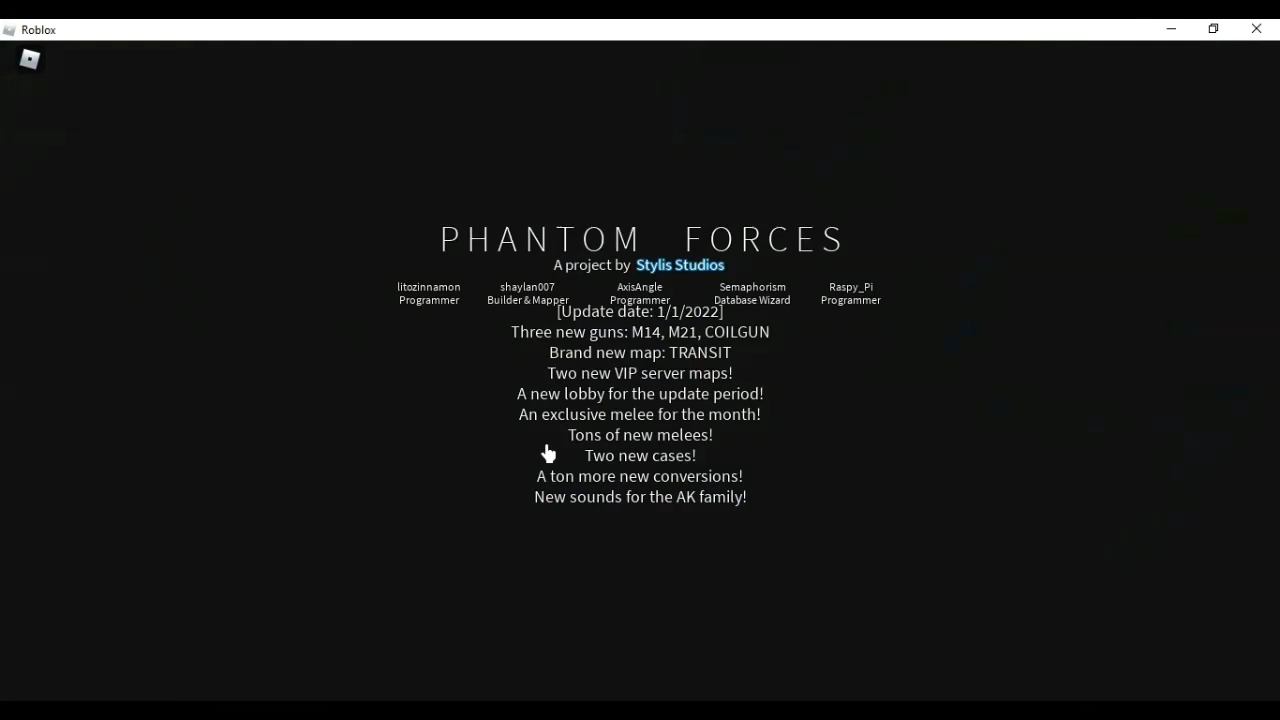 Roblox
PHANTOM FORCES
A project by Stylis Studios
litozinnamon shaylan007 AxisAngle Semaphorism Raspy_Pi
Programmer Builder & Mapper Programmer Database Wizard Programmer
[Update date: 1/1/2022]
Three new guns: M14, M21, COILGUN
Brand new map: TRANSIT
Two new VIP server maps!
A new lobby for the update period!
An exclusive melee for the month!
Tons of new melees!
Two new cases!
A ton more new conversions!
New sounds for the AK family!